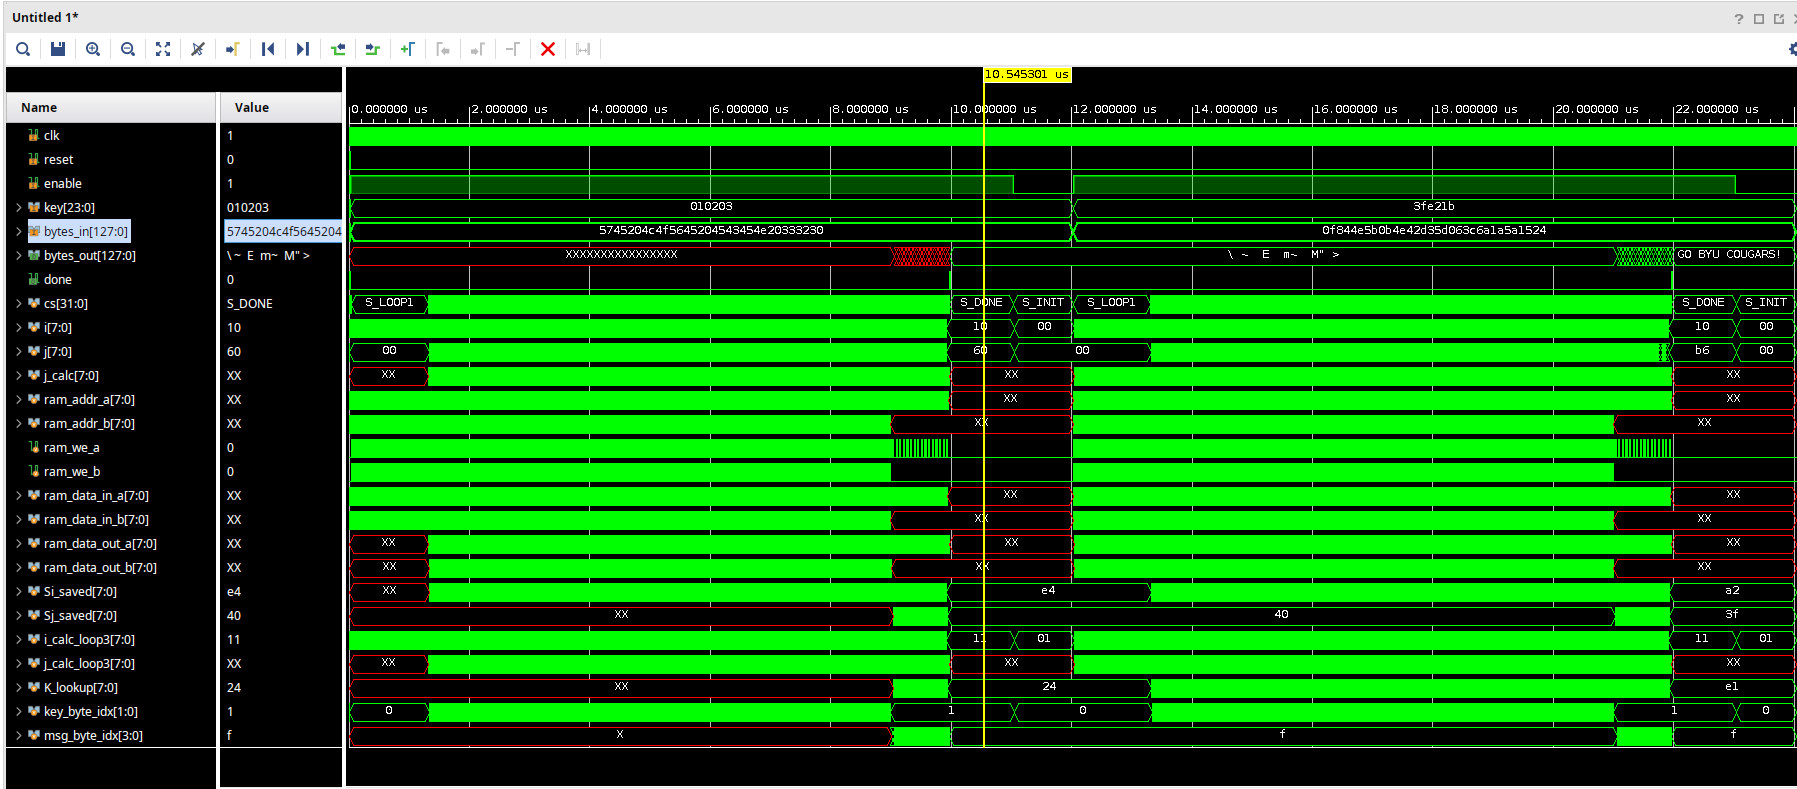 Untitled 1*
10.545301 us
Name Value 0.000000 us 2.000000 us 4.000000 us 6.000000 us 8.000000 us 10.000000 us 12.000000 us 14.000000 us 16.000000 us 18.000000 us 20.000000 us 22.000000 us
clk 1
reset 0
enable 1
key[23:0] 010203 010203 3fe21b
bytes_in[127:0] 5745204c4f5645204 5745204c4f5645204543454e20333230 0f844e5b0b4e42d35d063c6a1a5a1524
bytes_out[127:0] \ ~ E m~ M" > XXXXXXXXXXXXXXXX \ ~ E m~ M" > GO BYU COUGARS!
done 0
cs[31:0] S_DONE S_LOOP1 S_DONE S_INIT S_LOOP1 S_DONE S_INIT
i[7:0] 10 10 00 10 00
j[7:0] 60 00 60 00 b6 00
j_calc[7:0] XX XX XX XX
ram_addr_a[7:0] XX XX XX
ram_addr_b[7:0] XX XX XX
ram_we_a 0
ram_we_b 0
ram_data_in_a[7:0] XX XX XX
ram_data_in_b[7:0] XX XX XX
ram_data_out_a[7:0] XX XX XX XX
ram_data_out_b[7:0] XX XX XX XX
Si_saved[7:0] e4 XX e4 a2
Sj_saved[7:0] 40 XX 40 3f
i_calc_loop3[7:0] 11 11 01 11 01
j_calc_loop3[7:0] XX XX XX XX
K_lookup[7:0] 24 XX 24 e1
key_byte_idx[1:0] 1 0 1 0 1 0
msg_byte_idx[3:0] f X f f